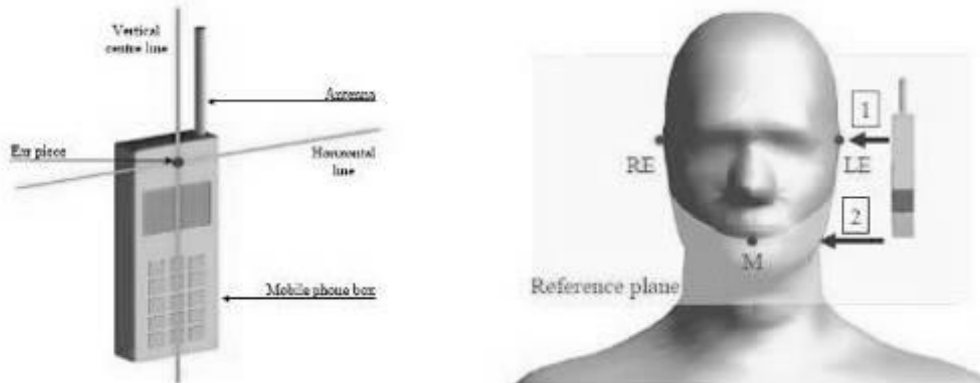 Vertical
centre line
Antenna
Ear piece
Horizontal
line
Mobile phone box
1
RE
LE
2
M
Reference plane